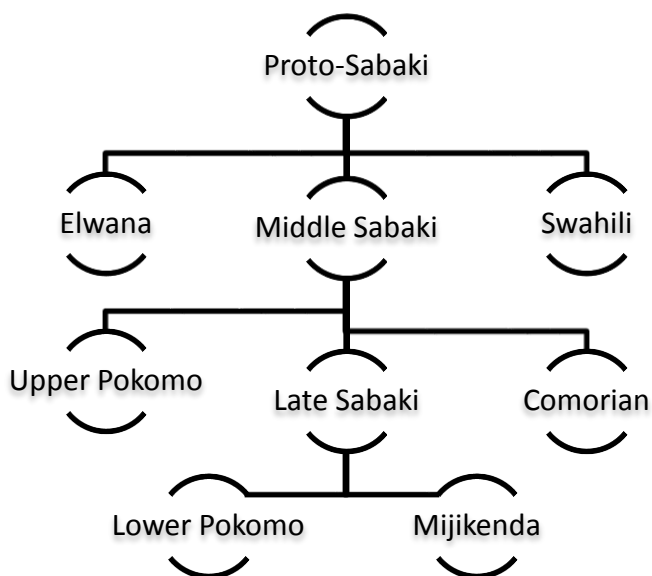 Proto-Sabaki
Elwana
Middle Sabaki
Swahili
Upper Pokomo
Late Sabaki
Comorian
Lower Pokomo
Mijikenda